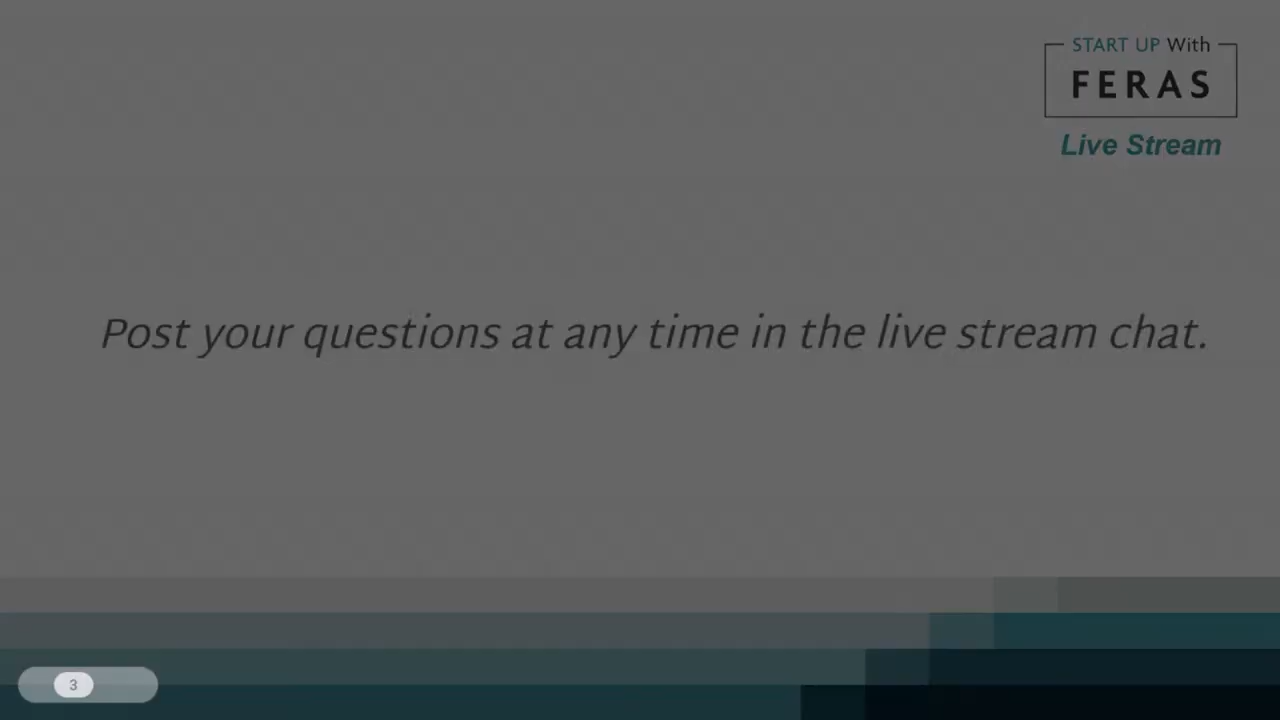 START UP With
FERAS
Live Stream
Post your questions at any time in the live stream chat.
3